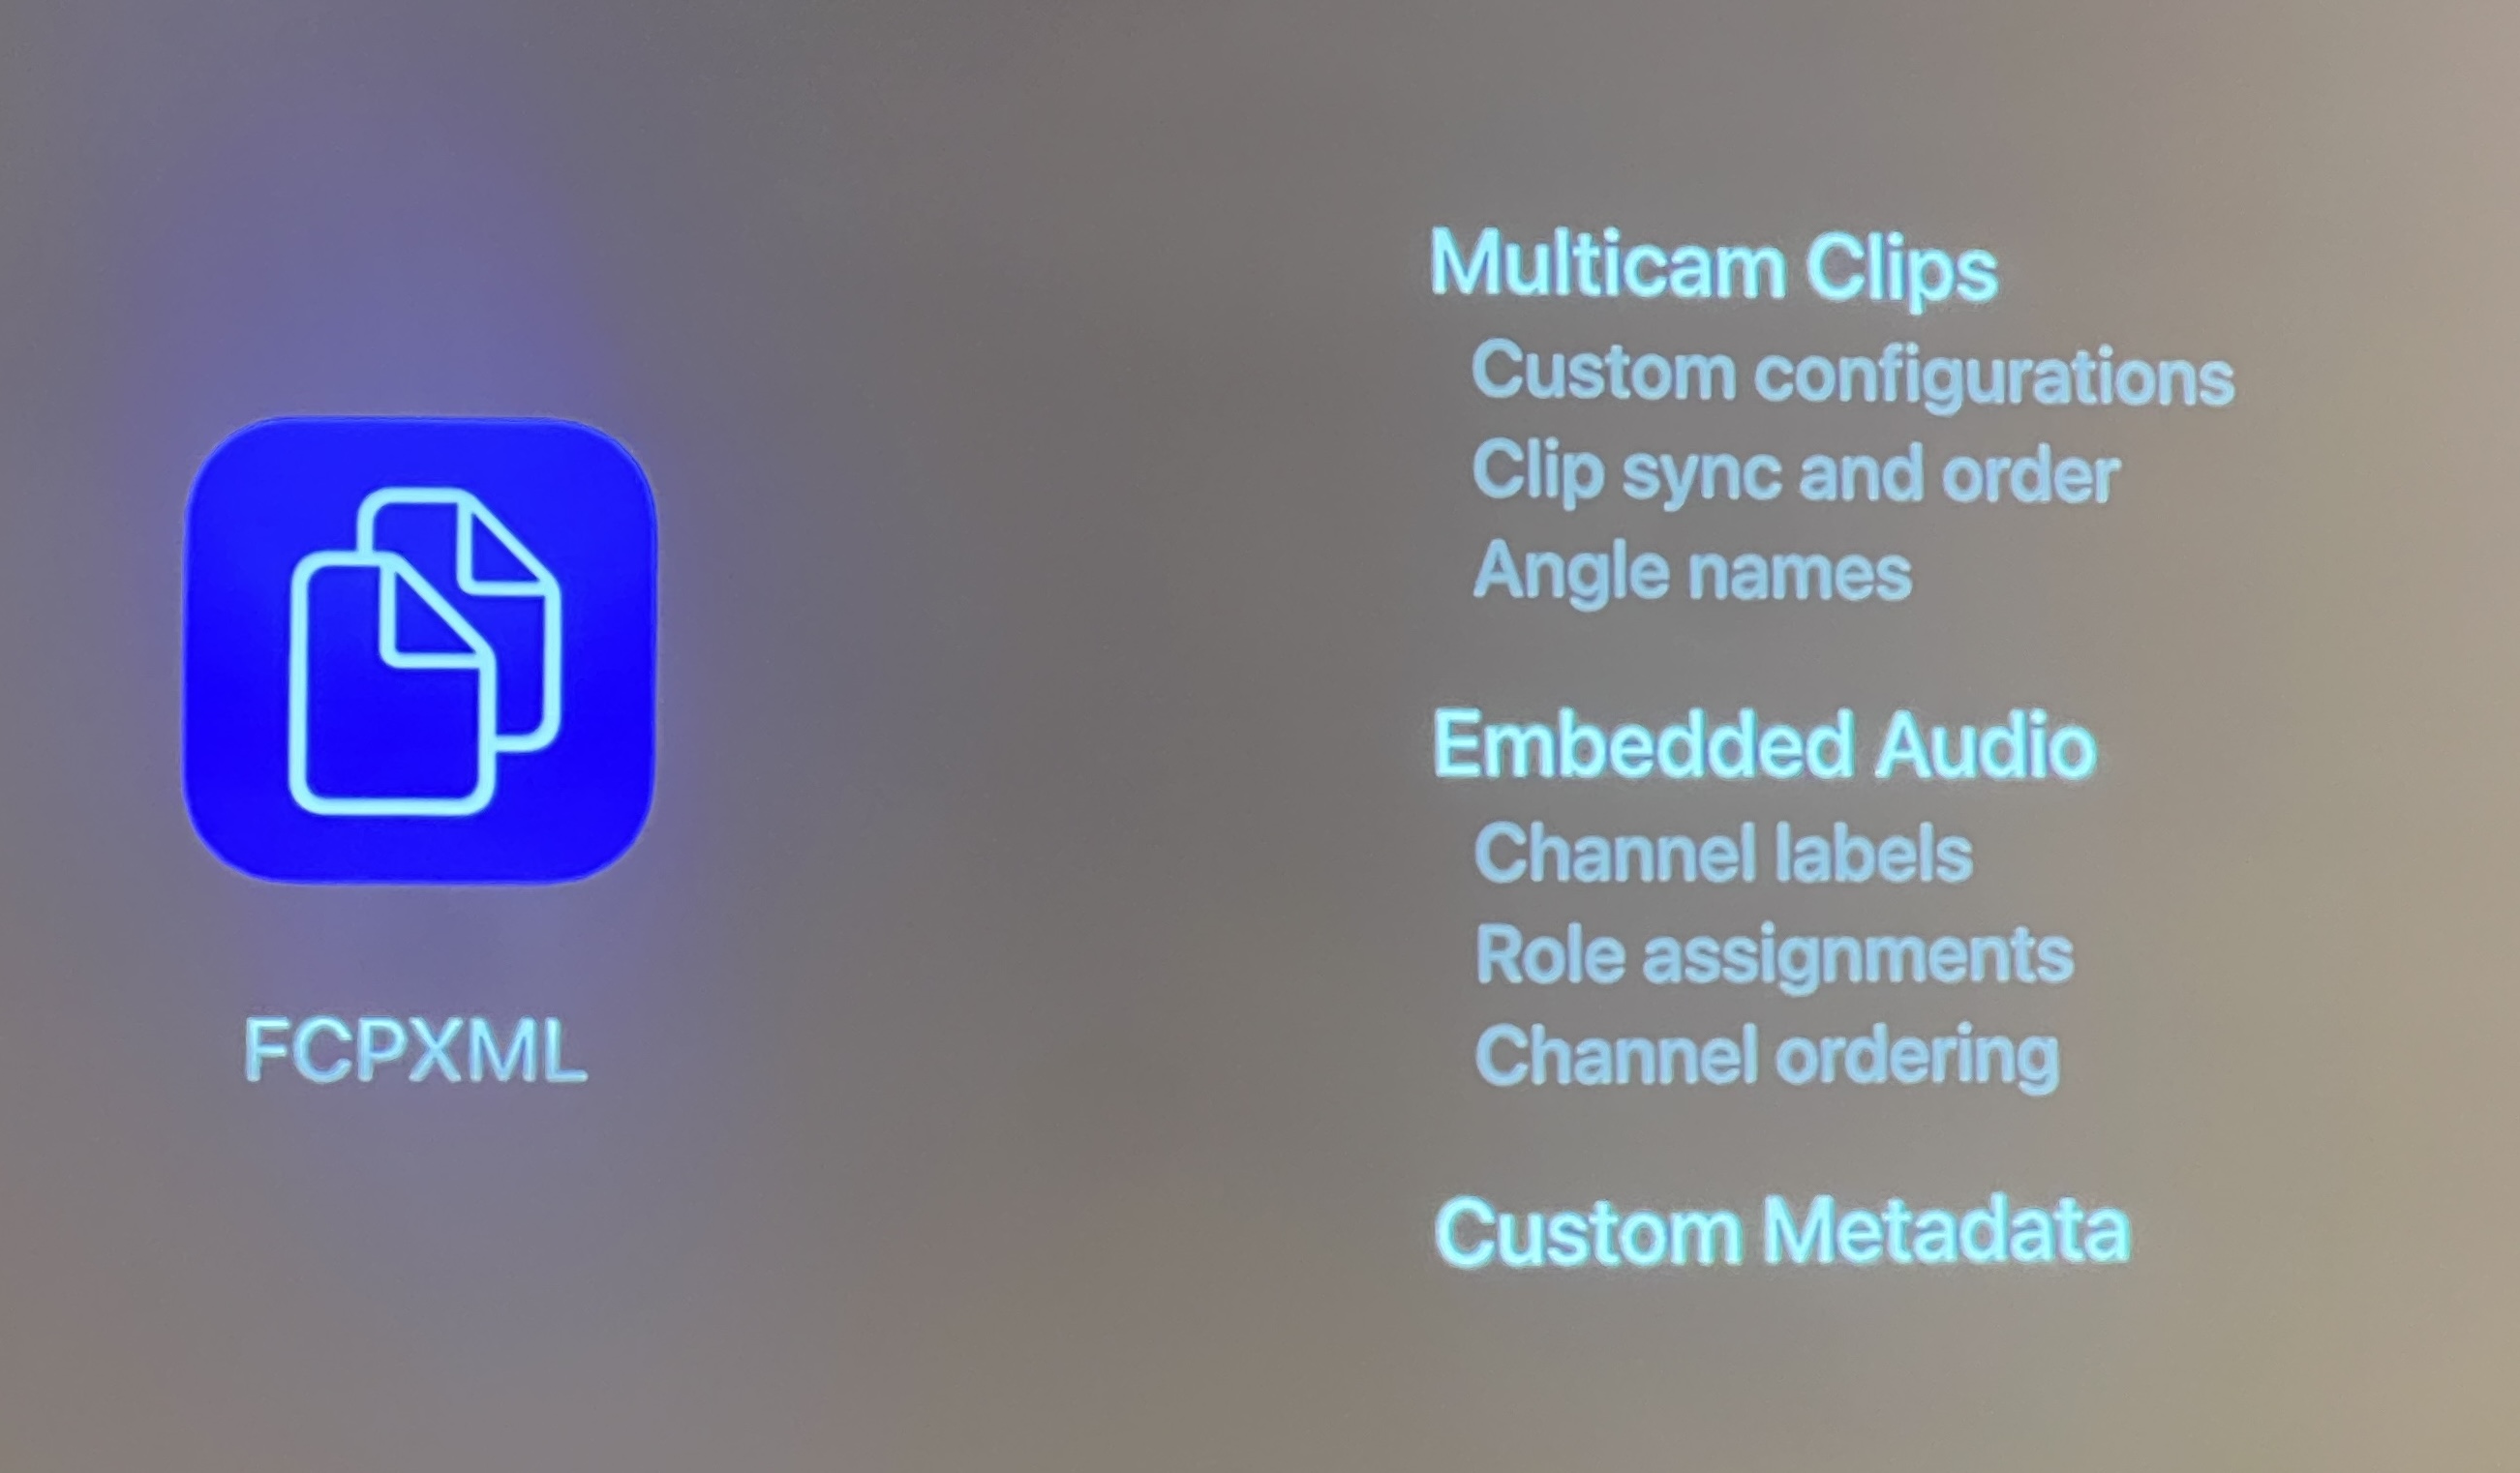 FCPXML
Multicam Clips
Custom configurations
Clip sync and order
Angle names
Embedded Audio
Channel labels
Role assignments
Channel ordering
Custom Metadata